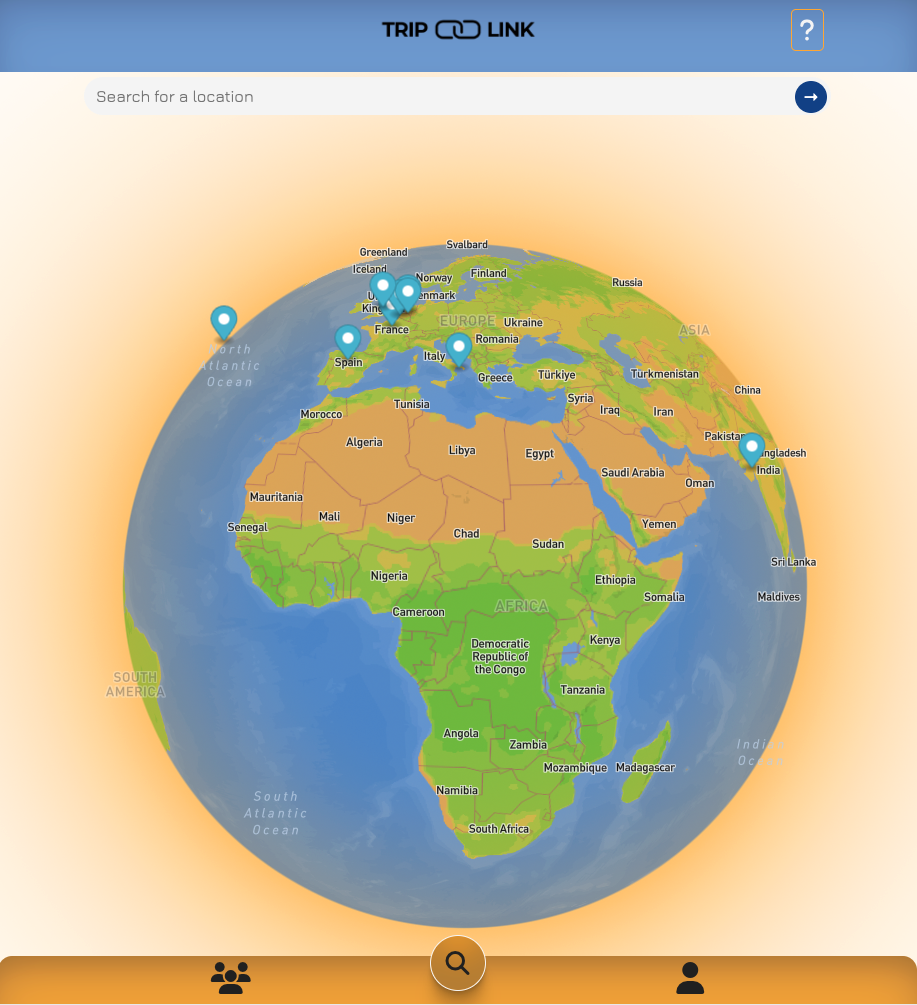 TRIP LINK
?
Search for a location
Svalbard
Greenland
Iceland
Norway
Finland
Russia
France
EUROPE
Ukraine
ASIA
Romania
Italy
Spain
North
Atlantic
Ocean
Greece
Türkiye
Turkmenistan
China
Tunisia
Syria
Iraq
Iran
Morocco
Algeria
Libya
Egypt
Pakistan
India
Saudi Arabia
Oman
Mauritania
Mali
Niger
Chad
Senegal
Sudan
Yemen
Sri Lanka
Nigeria
Ethiopia
Somalia
Maldives
Cameroon
AFRICA
Kenya
Democratic
Republic of
the Congo
SOUTH
AMERICA
Tanzania
Angola
Zambia
Indian
Ocean
Mozambique
Madagascar
Namibia
South
Atlantic
Ocean
South Africa